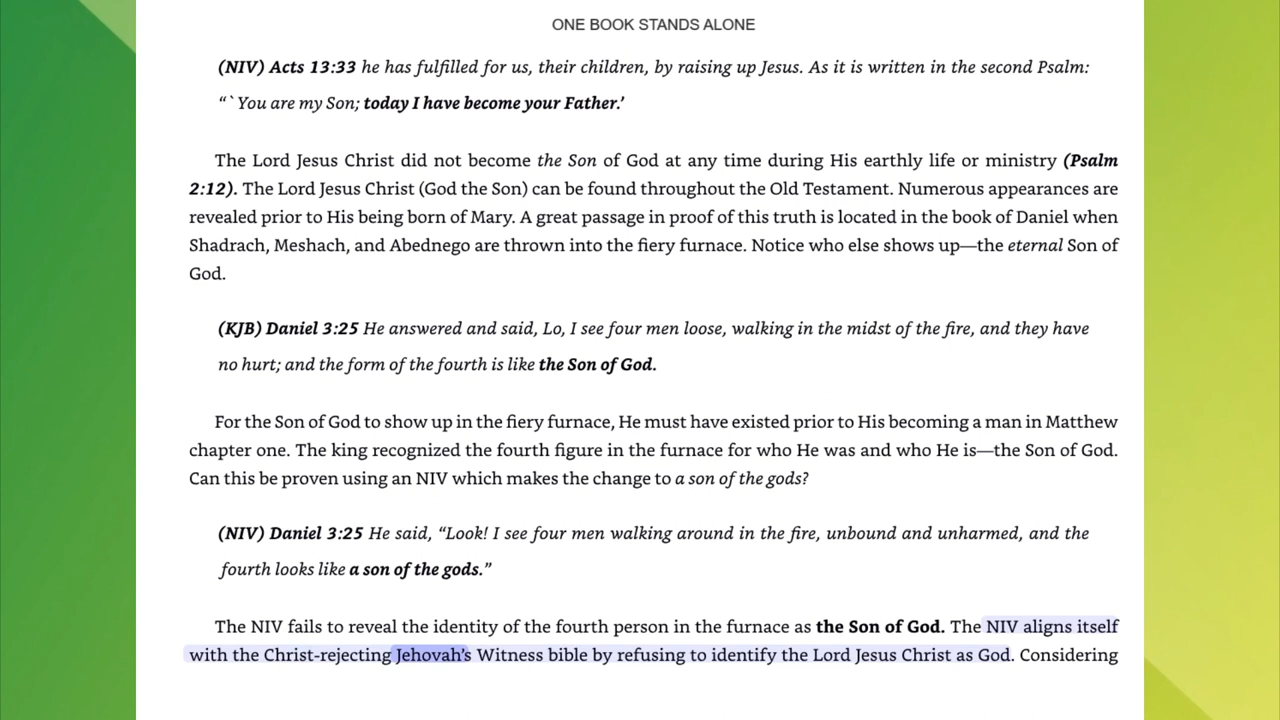 ONE BOOK STANDS ALONE
(NIV) Acts 13:33 he has fulfilled for us, their children, by raising up Jesus. As it is written in the second Psalm:
“`You are my Son; today I have become your Father.’
The Lord Jesus Christ did not become the Son of God at any time during His earthly life or ministry (Psalm
2:12). The Lord Jesus Christ (God the Son) can be found throughout the Old Testament. Numerous appearances are
revealed prior to His being born of Mary. A great passage in proof of this truth is located in the book of Daniel when
Shadrach, Meshach, and Abednego are thrown into the fiery furnace. Notice who else shows up—the eternal Son of
God.
(KJB) Daniel 3:25 He answered and said, Lo, I see four men loose, walking in the midst of the fire, and they have
no hurt; and the form of the fourth is like the Son of God.
For the Son of God to show up in the fiery furnace, He must have existed prior to His becoming a man in Matthew
chapter one. The king recognized the fourth figure in the furnace for who He was and who He is—the Son of God.
Can this be proven using an NIV which makes the change to a son of the gods?
(NIV) Daniel 3:25 He said, “Look! I see four men walking around in the fire, unbound and unharmed, and the
fourth looks like a son of the gods.”
The NIV fails to reveal the identity of the fourth person in the furnace as the Son of God. The NIV aligns itself
with the Christ-rejecting Jehovah’s Witness bible by refusing to identify the Lord Jesus Christ as God. Considering